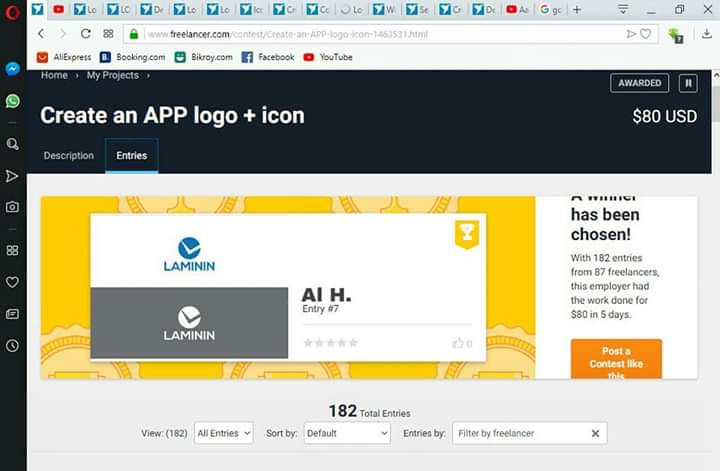 Lo
LC
De
Lo
Lo
Ico
Cr
Co
Lo
W
Se
Cr
De
Aa
gc
www.freelancer.com/contest/Create-an-APP-logo-icon-1463531.html
AliExpress
Booking.com
Bikroy.com
Facebook
YouTube
Home › My Projects ›
AWARDED
Create an APP logo + icon
$80 USD
Description
Entries
A winner
has been
chosen!
With 182 entries
from 87 freelancers,
this employer had
the work done for
$80 in 5 days.
Post a
Contest like
this
LAMININ
LAMININ
Al H.
Entry #7
0
182 Total Entries
View: (182)
All Entries
Sort by:
Default
Entries by:
Filter by freelancer